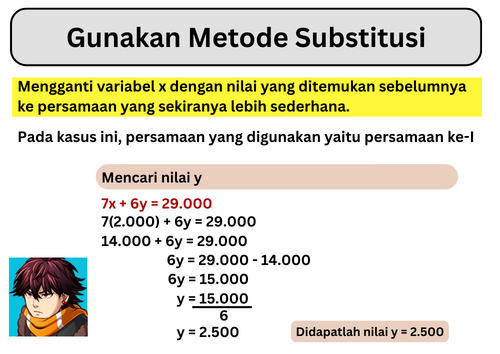 Gunakan Metode Substitusi
Mengganti variabel x dengan nilai yang ditemukan sebelumnya
ke persamaan yang sekiranya lebih sederhana.
Pada kasus ini, persamaan yang digunakan yaitu persamaan ke-I
Mencari nilai y
7x + 6y = 29.000
7(2.000) + 6y = 29.000
14.000 + 6y = 29.000
6y = 29.000 - 14.000
6y = 15.000
y = 15.000
6
y = 2.500
Didapatlah nilai y = 2.500